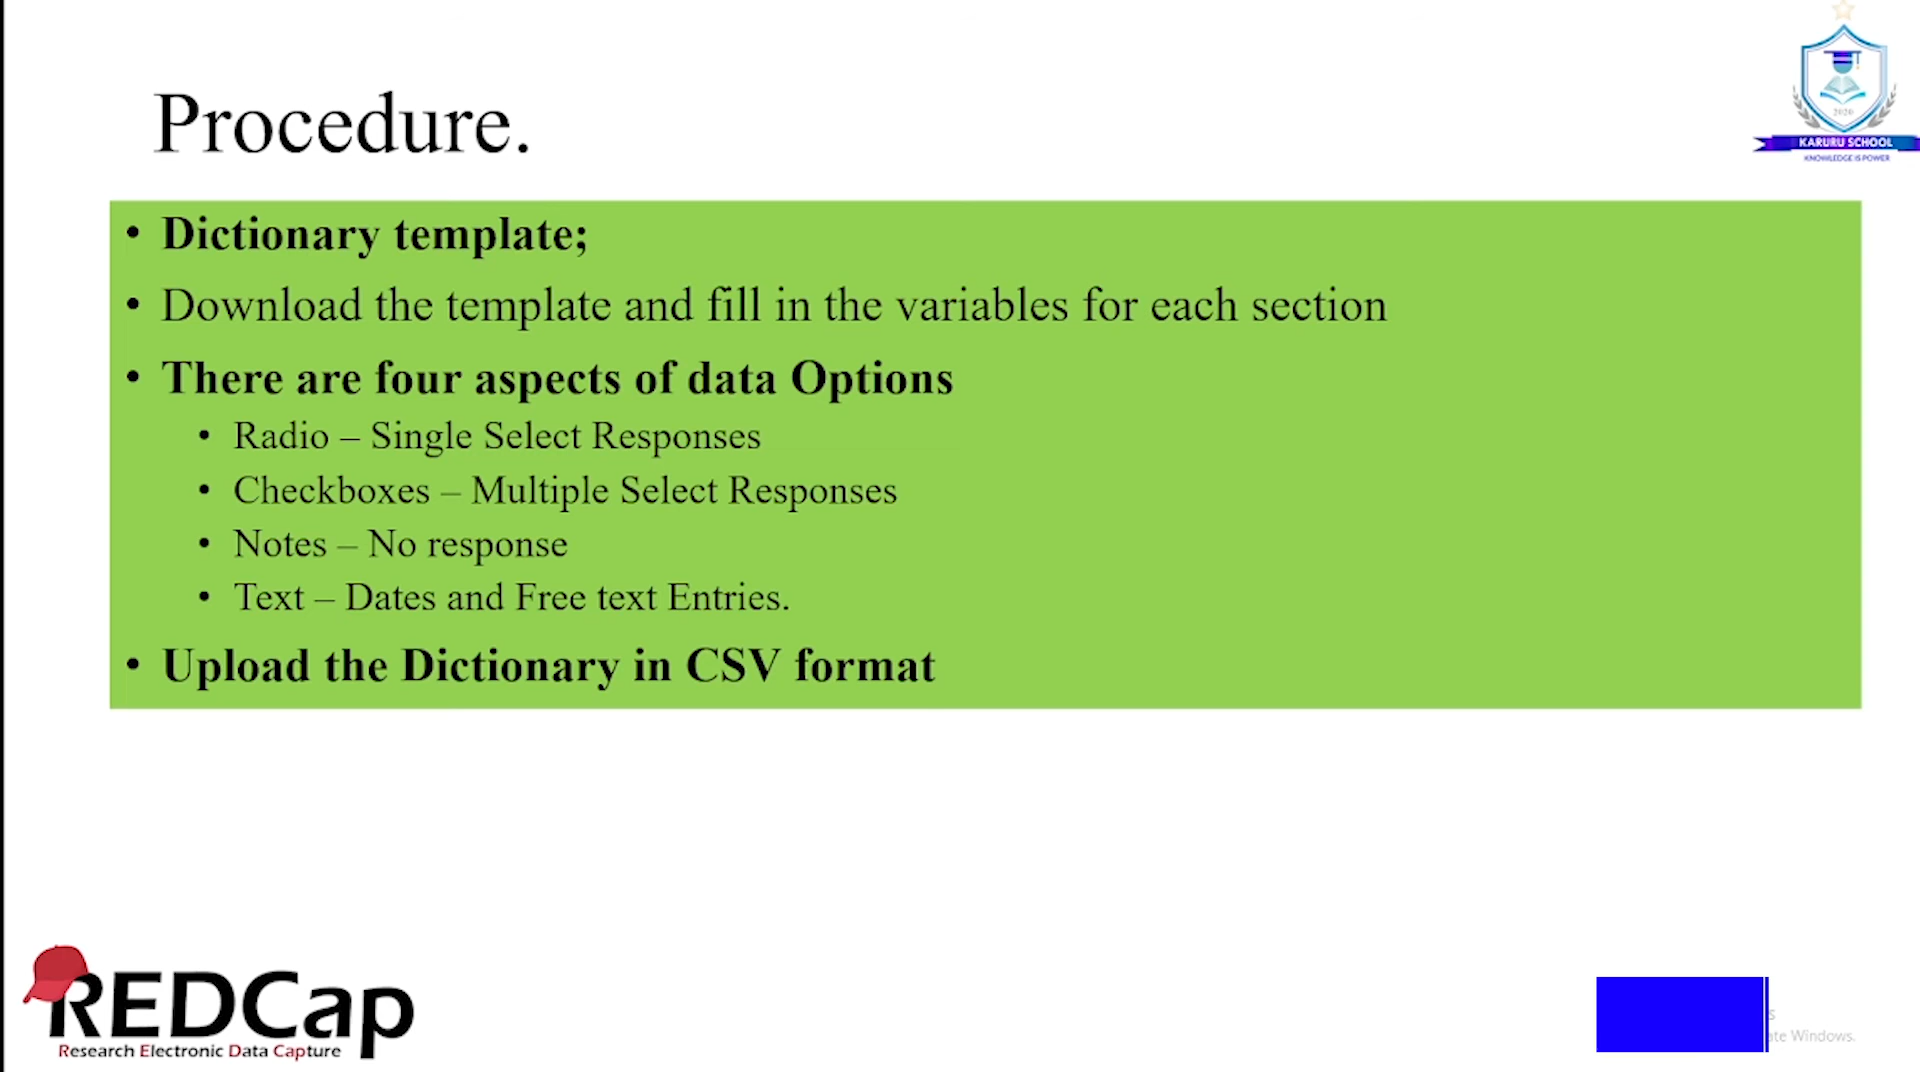 Procedure.
2020
KARURU SCHOOL
KNOWLEDGE IS POWER
• Dictionary template;
• Download the template and fill in the variables for each section
• There are four aspects of data Options
• Radio – Single Select Responses
• Checkboxes – Multiple Select Responses
• Notes – No response
• Text – Dates and Free text Entries.
• Upload the Dictionary in CSV format
REDCap
Research Electronic Data Capture
Windows.